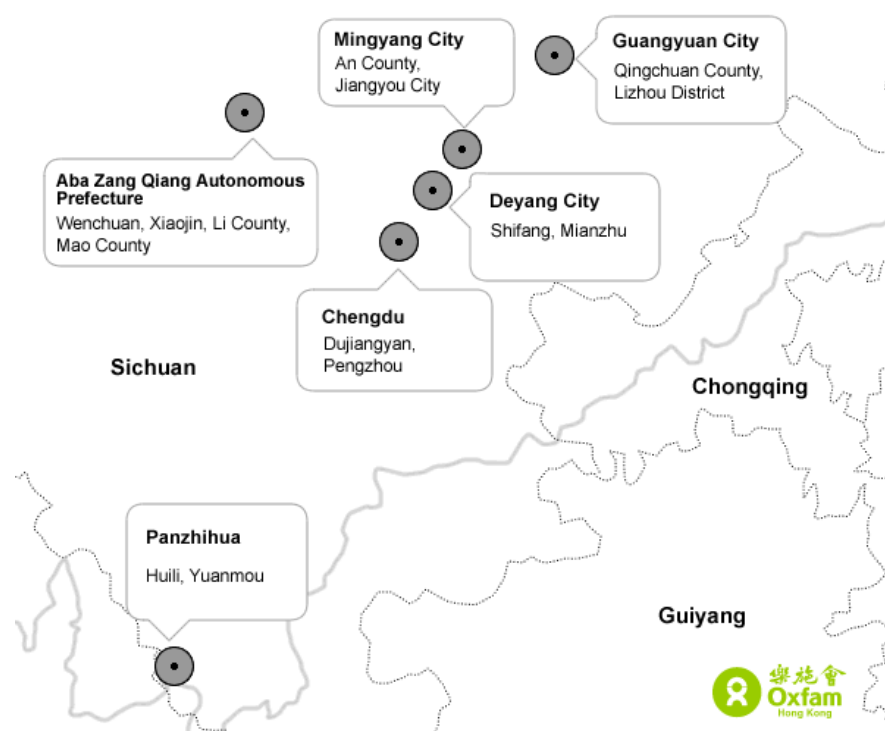 Mingyang City
An County,
Jiangyou City
Guangyuan City
Qingchuan County,
Lizhou District
Aba Zang Qiang Autonomous
Prefecture
Wenchuan, Xiaojin, Li County,
Mao County
Deyang City
Shifang, Mianzhu
Chengdu
Dujiangyan,
Pengzhou
Sichuan
Chongqing
Panzhihua
Huili, Yuanmou
Guiyang
樂施會
Oxfam
Hong Kong